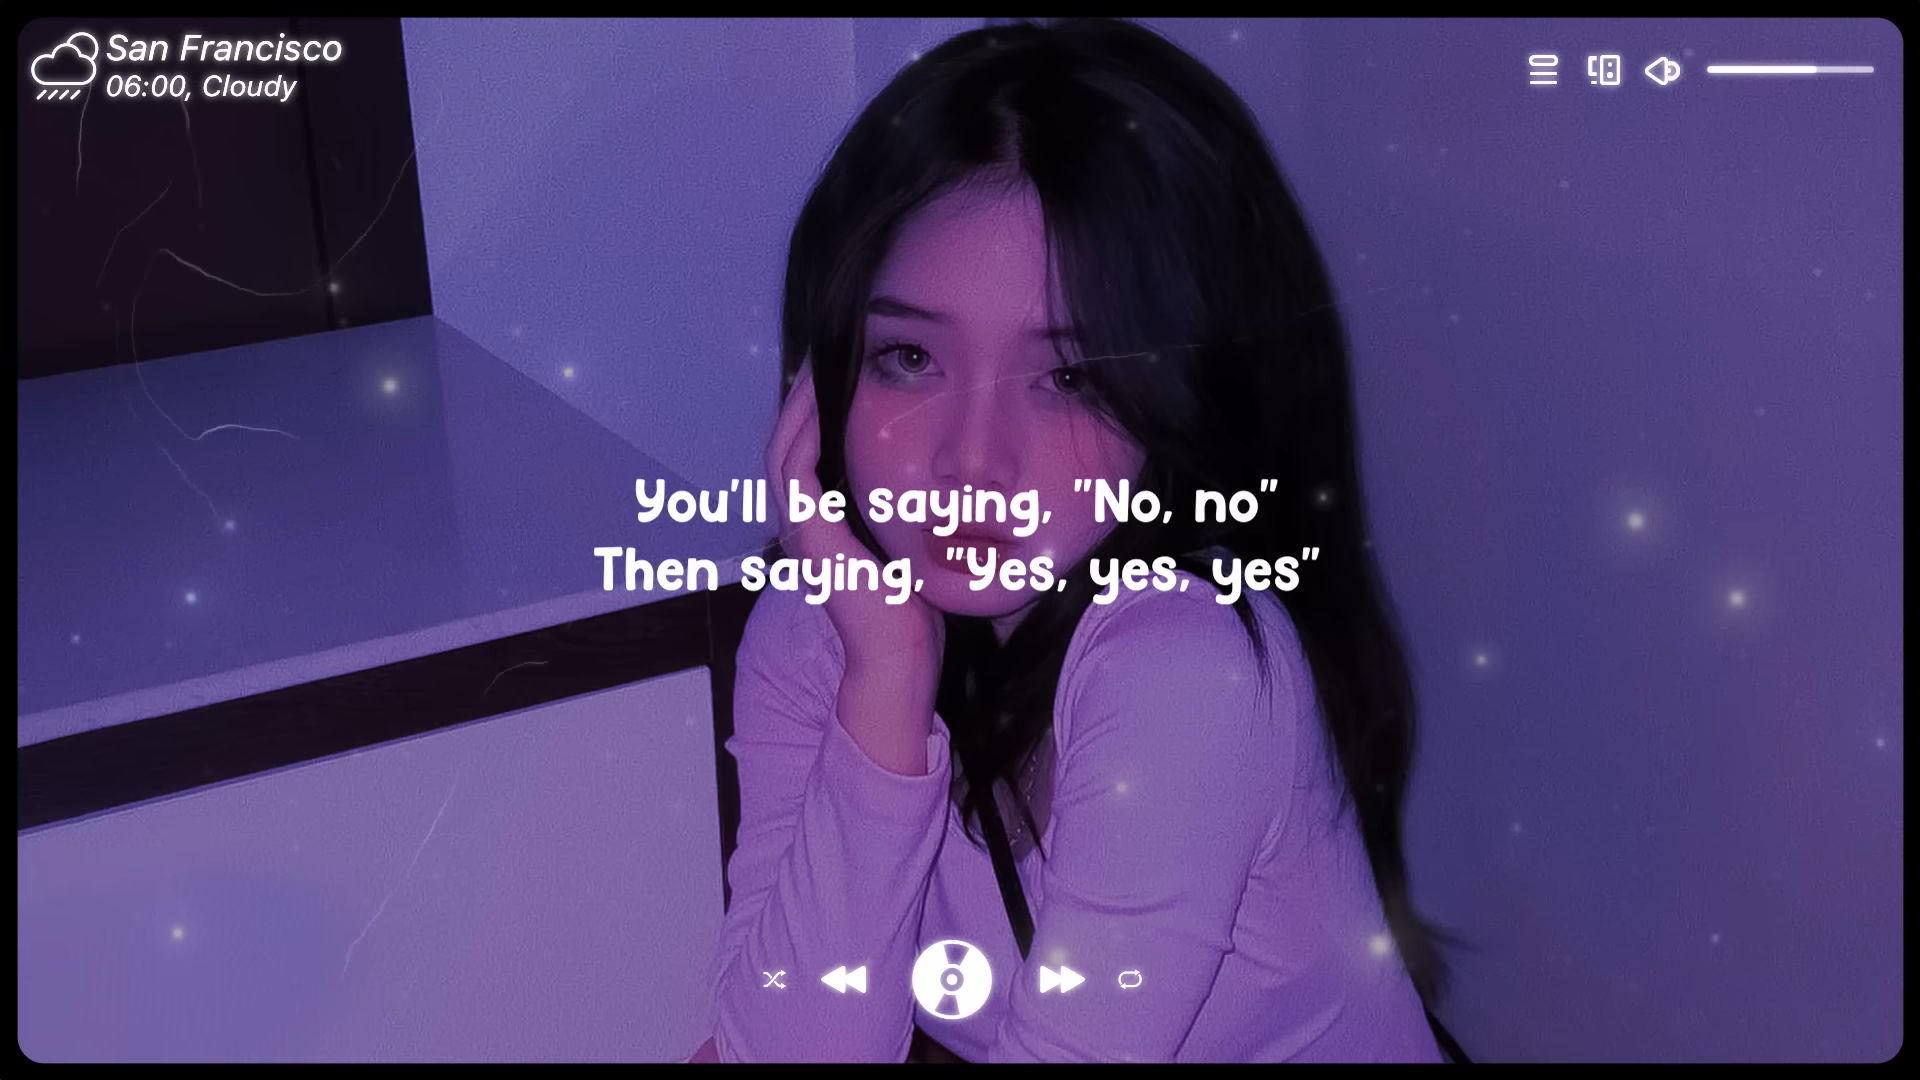 San Francisco
06:00, Cloudy
You'll be saying, "No, no"
Then saying, "Yes, yes, yes"